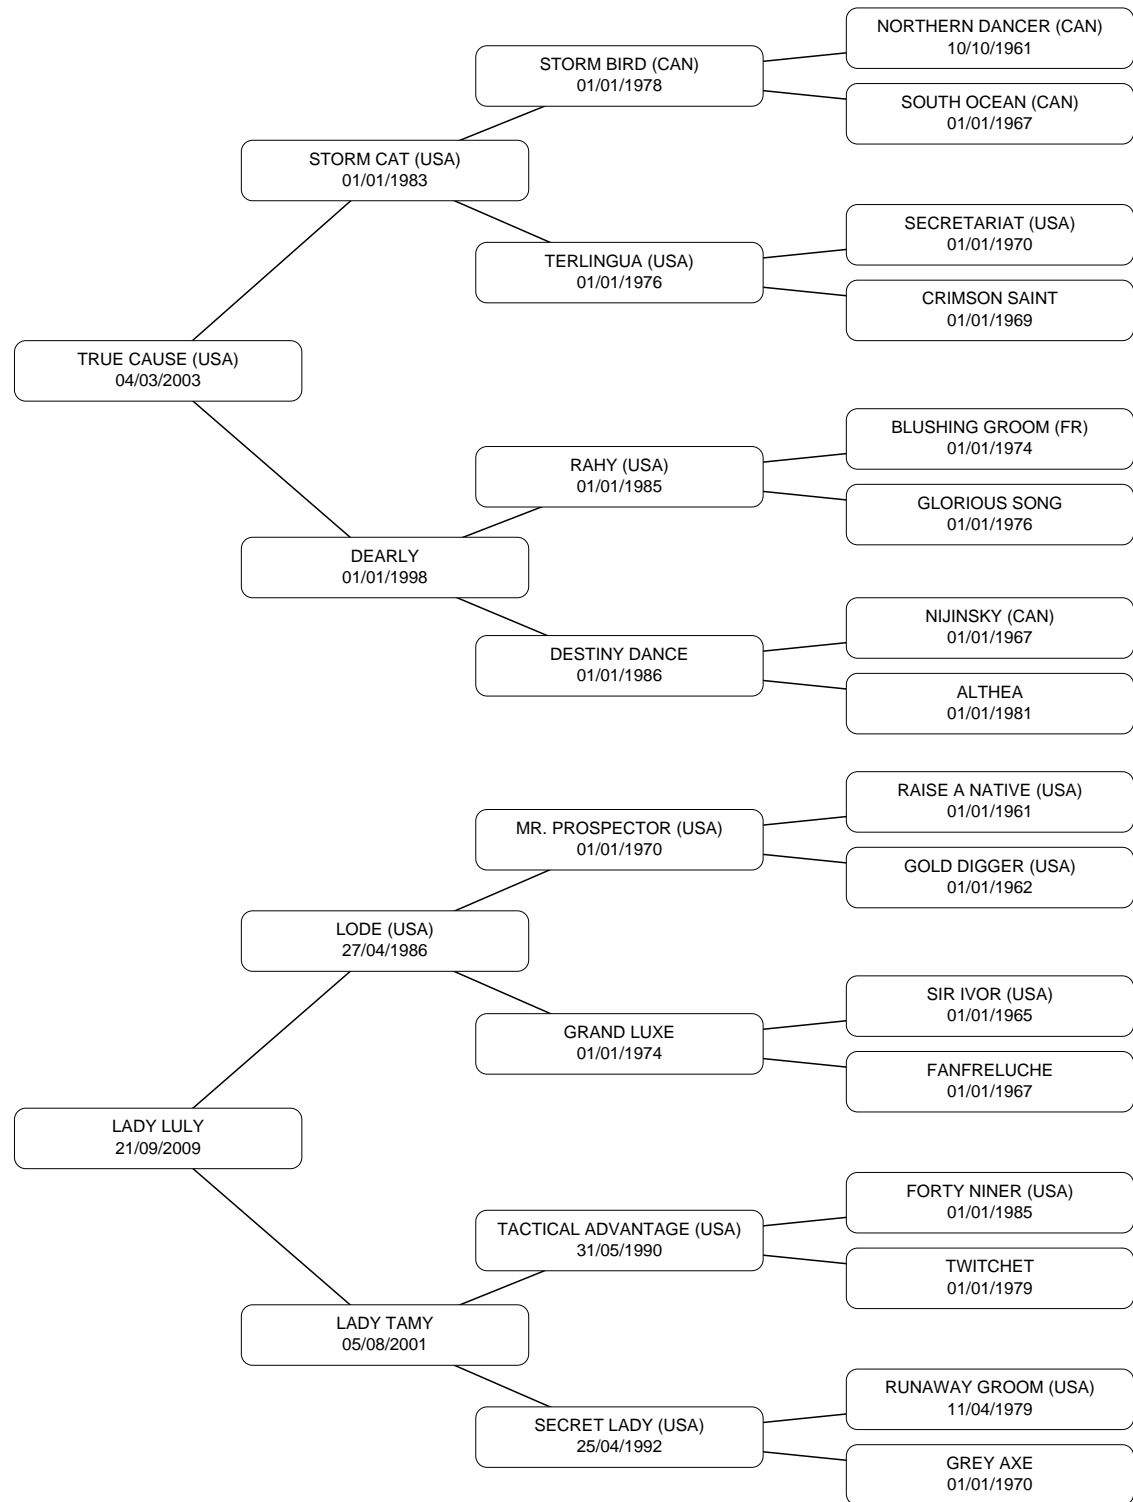 NORTHERN DANCER (CAN)
10/10/1961
STORM BIRD (CAN)
01/01/1978
SOUTH OCEAN (CAN)
01/01/1967
STORM CAT (USA)
01/01/1983
SECRETARIAT (USA)
01/01/1970
TERLINGUA (USA)
01/01/1976
CRIMSON SAINT
01/01/1969
TRUE CAUSE (USA)
04/03/2003
BLUSHING GROOM (FR)
01/01/1974
RAHY (USA)
01/01/1985
GLORIOUS SONG
01/01/1976
DEARLY
01/01/1998
NIJINSKY (CAN)
01/01/1967
DESTINY DANCE
01/01/1986
ALTHEA
01/01/1981
RAISE A NATIVE (USA)
01/01/1961
MR. PROSPECTOR (USA)
01/01/1970
GOLD DIGGER (USA)
01/01/1962
LODE (USA)
27/04/1986
SIR IVOR (USA)
01/01/1965
GRAND LUXE
01/01/1974
FANFRELUCHE
01/01/1967
LADY LULY
21/09/2009
FORTY NINER (USA)
01/01/1985
TACTICAL ADVANTAGE (USA)
31/05/1990
TWITCHET
01/01/1979
LADY TAMY
05/08/2001
RUNAWAY GROOM (USA)
11/04/1979
SECRET LADY (USA)
25/04/1992
GREY AXE
01/01/1970